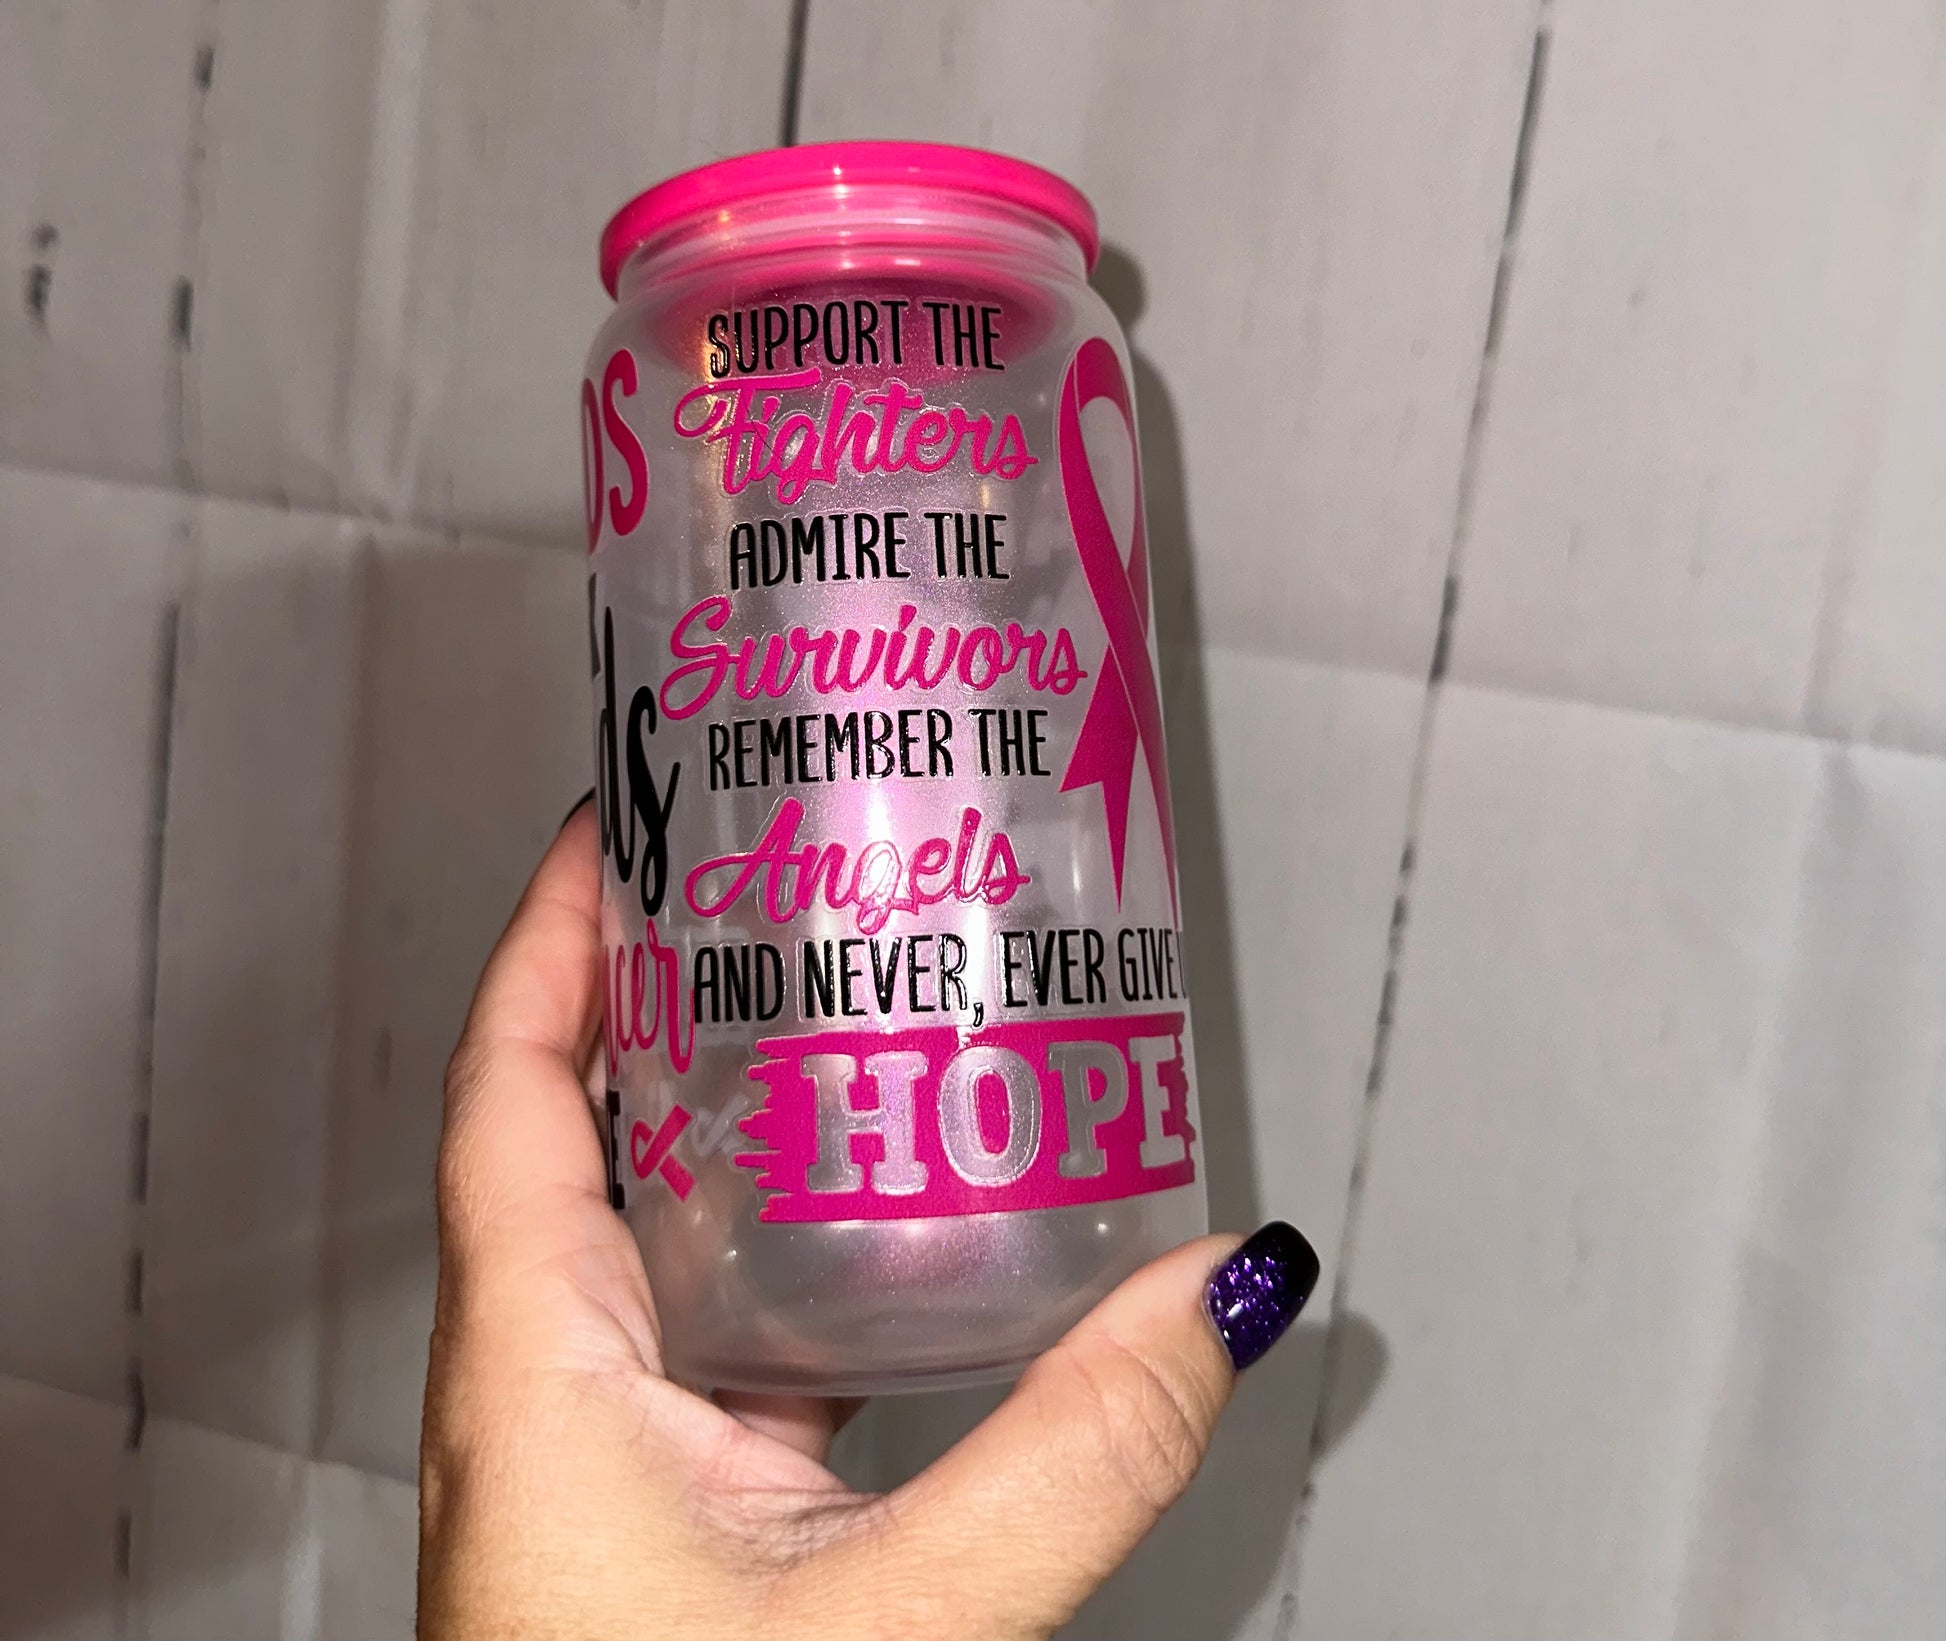 SUPPORT THE
Fighters
ADMIRE THE
Survivors
REMEMBER THE
Angels
AND NEVER, EVER GIVE
HOPE